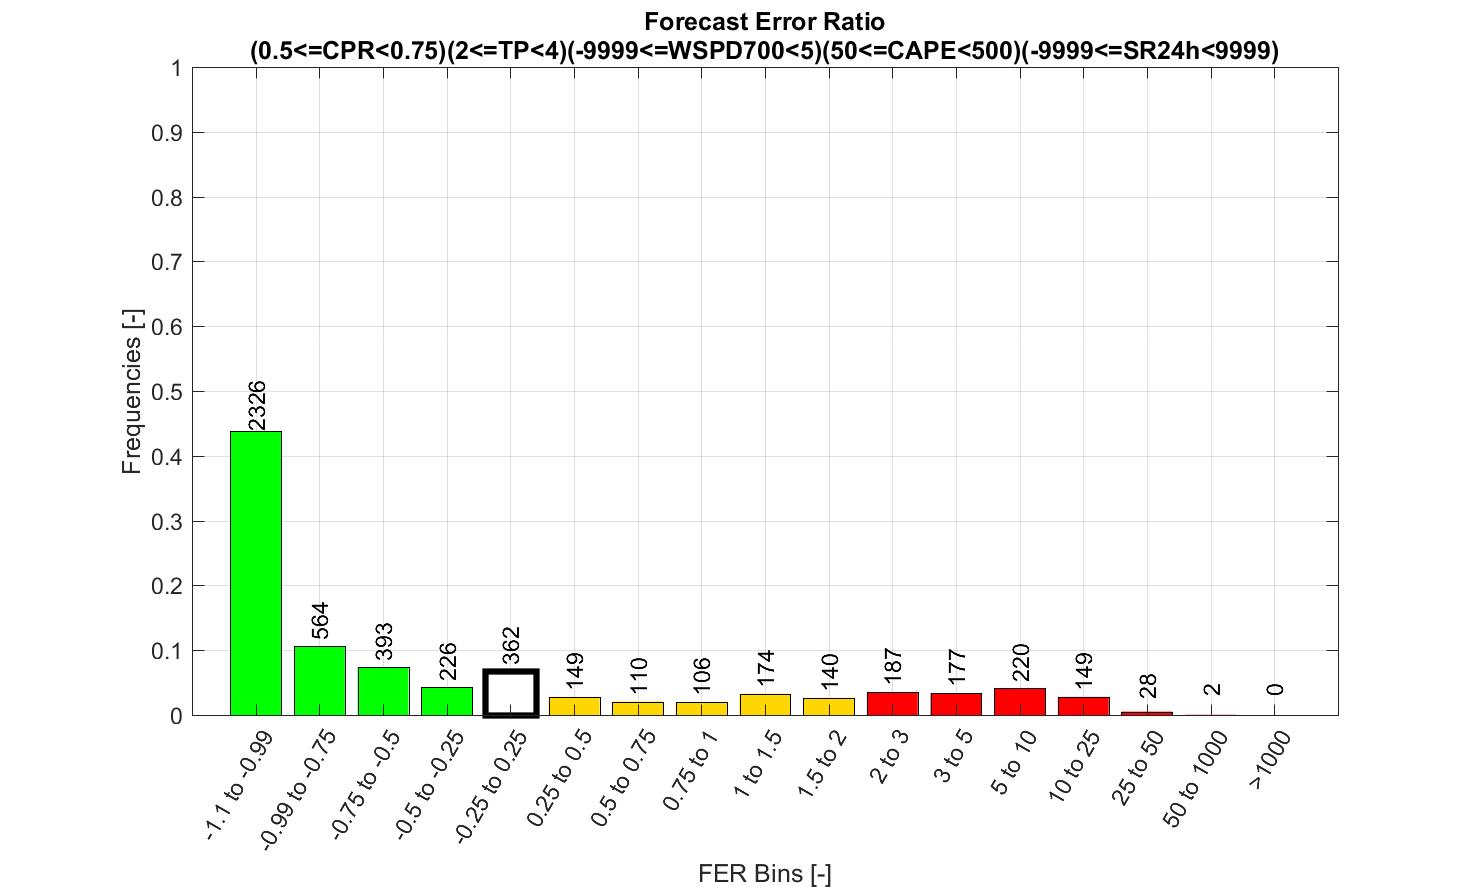 Forecast Error Ratio
(0.5<=CPR<0.75)(2<=TP<4)(-9999<=WSPD700<5)(50<=CAPE<500)(-9999<=SR24h<9999)
1
0.9
0.8
0.7
0.6
0.5
0.4
0.3
0.2
0.1
0
Frequencies [-]
2326
564
393
226
362
149
110
106
174
140
187
177
220
149
28
2
0
-1.1 to -0.99
-0.99 to -0.75
-0.75 to -0.5
-0.5 to -0.25
-0.25 to 0.25
0.25 to 0.5
0.5 to 0.75
0.75 to 1
1 to 1.5
1.5 to 2
2 to 3
3 to 5
5 to 10
10 to 25
25 to 50
50 to 1000
>1000
FER Bins [-]